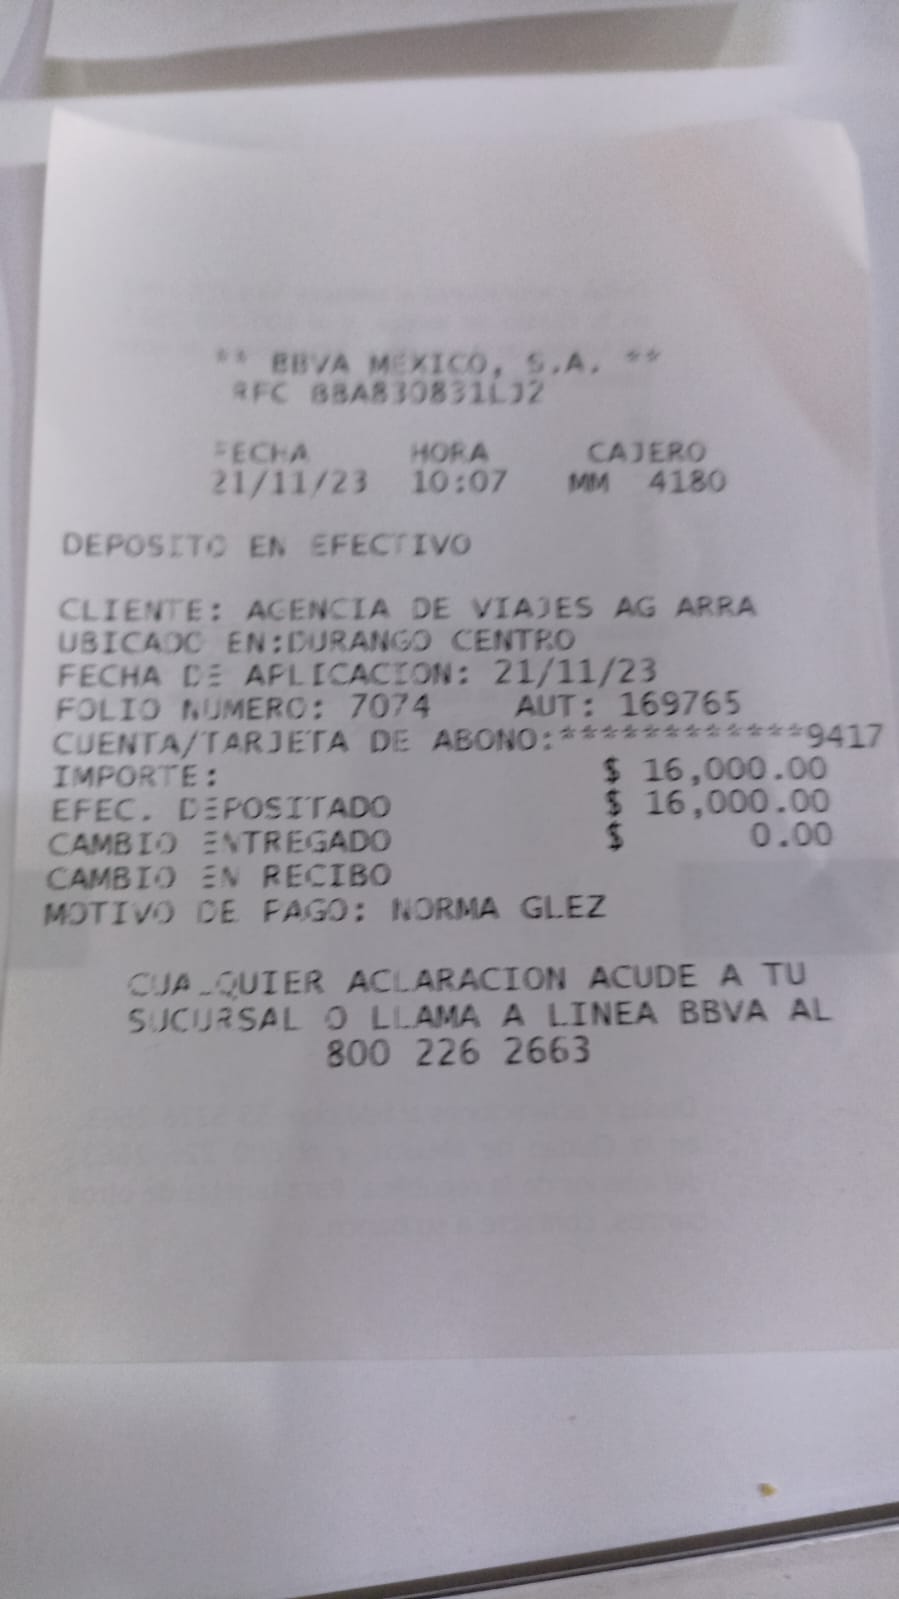 ** BBVA MEXICO, S.A. **
RFC BBA830831LJ2
FECHA HORA CAJERO
21/11/23 10:07 MM 4180
DEPOSITO EN EFECTIVO
CLIENTE: AGENCIA DE VIAJES AG ARRA
UBICADO EN:DURANGO CENTRO
FECHA DE APLICACION: 21/11/23
FOLIO NUMERO: 7074 AUT: 169765
CUENTA/TARJETA DE ABONO:************9417
IMPORTE: $ 16,000.00
EFEC. DEPOSITADO $ 16,000.00
CAMBIO ENTREGADO $ 0.00
CAMBIO EN RECIBO
MOTIVO DE PAGO: NORMA GLEZ
CUALQUIER ACLARACION ACUDE A TU
SUCURSAL O LLAMA A LINEA BBVA AL
800 226 2663